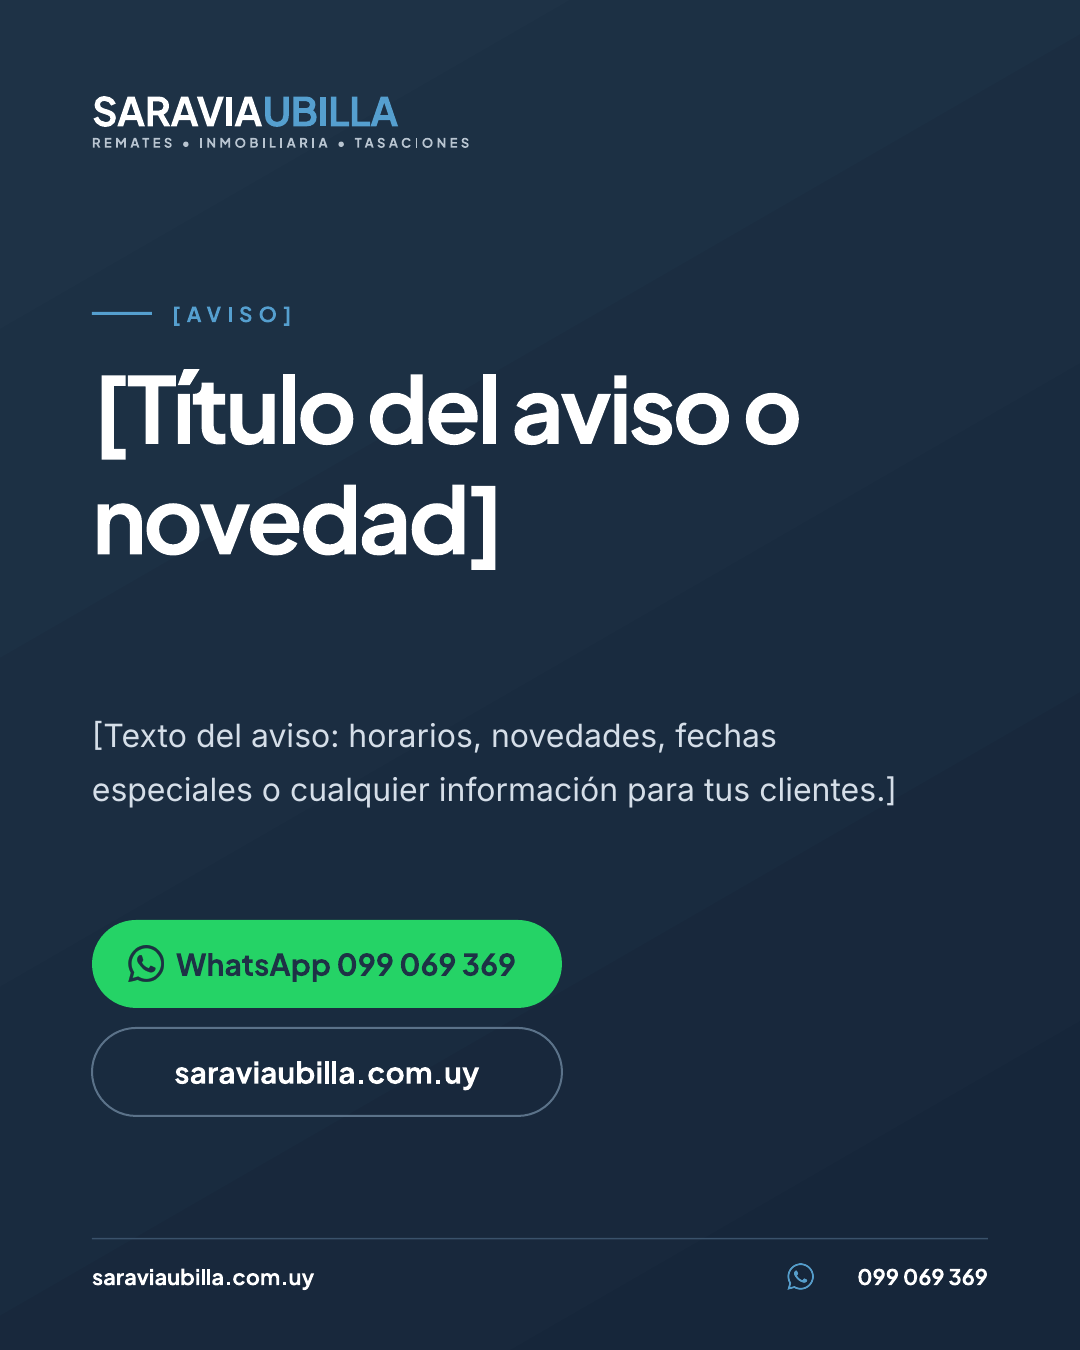 SARAVIAUBILLA
REMATES • INMOBILIARIA • TASACIONES
[AVISO]
[Título del aviso o
novedad]
[Texto del aviso: horarios, novedades, fechas
especiales o cualquier información para tus clientes.]
WhatsApp 099 069 369
saraviaubilla.com.uy
saraviaubilla.com.uy
099 069 369